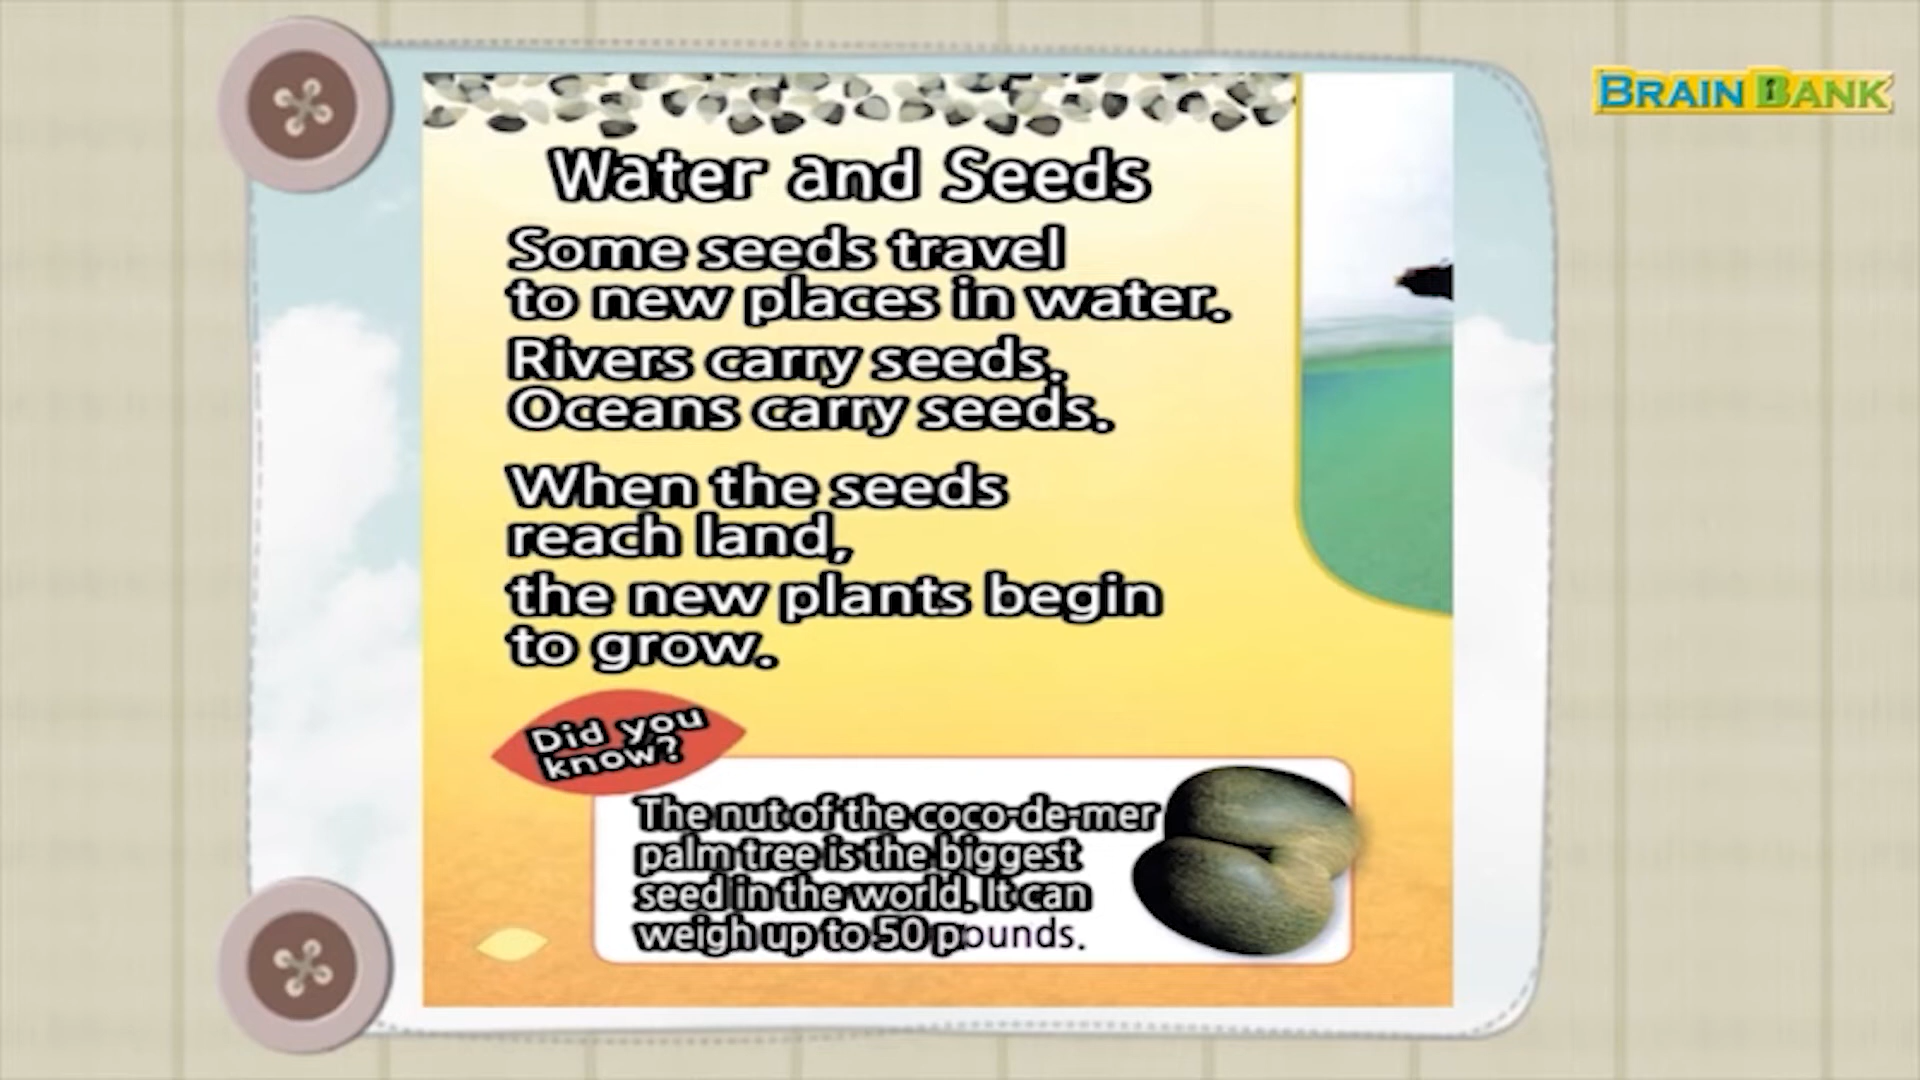 BRAIN BANK
Water and Seeds
Some seeds travel
to new places in water.
Rivers carry seeds.
Oceans carry seeds.
When the seeds
reach land,
the new plants begin
to grow.
Did you
know?
The nut of the coco-de-mer
palm tree is the biggest
seed in the world. It can
weigh up to 50 pounds.